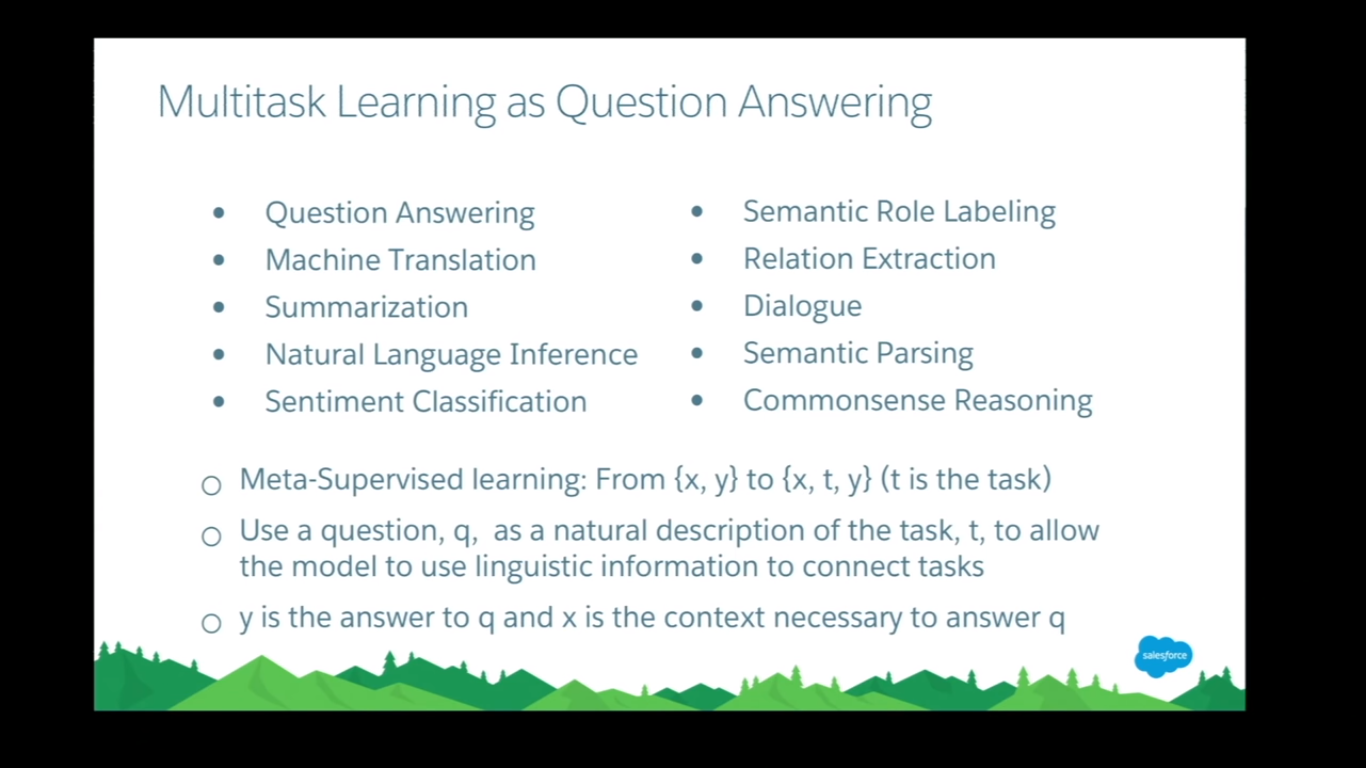 Multitask Learning as Question Answering
• Question Answering
• Machine Translation
• Summarization
• Natural Language Inference
• Sentiment Classification
• Semantic Role Labeling
• Relation Extraction
• Dialogue
• Semantic Parsing
• Commonsense Reasoning
○ Meta-Supervised learning: From {x, y} to {x, t, y} (t is the task)
○ Use a question, q, as a natural description of the task, t, to allow
the model to use linguistic information to connect tasks
○ y is the answer to q and x is the context necessary to answer q
salesforce